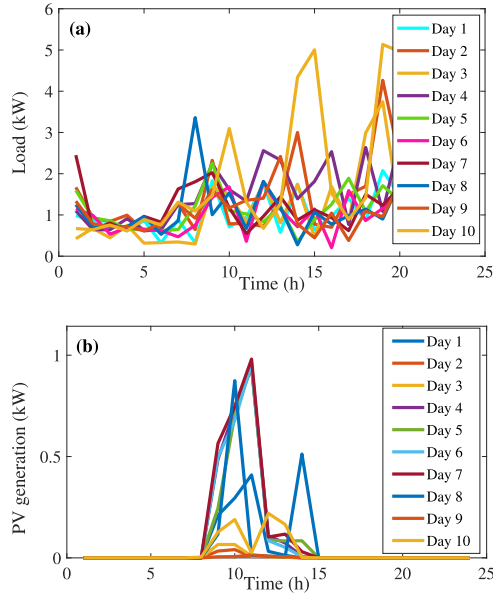 (a)
Load (kW)
6
5
4
3
2
1
0
0 5 10 15 20 25
Time (h)
Day 1
Day 2
Day 3
Day 4
Day 5
Day 6
Day 7
Day 8
Day 9
Day 10
(b)
PV generation (kW)
1
0.5
0
0 5 10 15 20 25
Time (h)
Day 1
Day 2
Day 3
Day 4
Day 5
Day 6
Day 7
Day 8
Day 9
Day 10